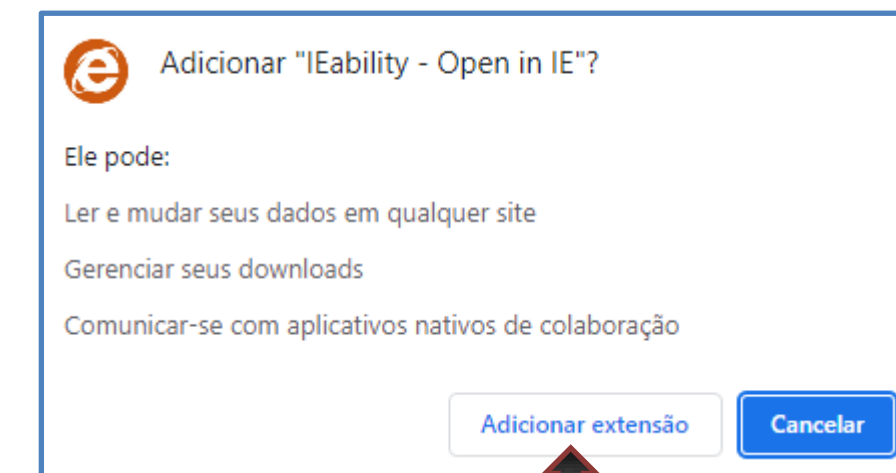 Adicionar "IEability - Open in IE"?
Ele pode:
Ler e mudar seus dados em qualquer site
Gerenciar seus downloads
Comunicar-se com aplicativos nativos de colaboração
Adicionar extensão
Cancelar